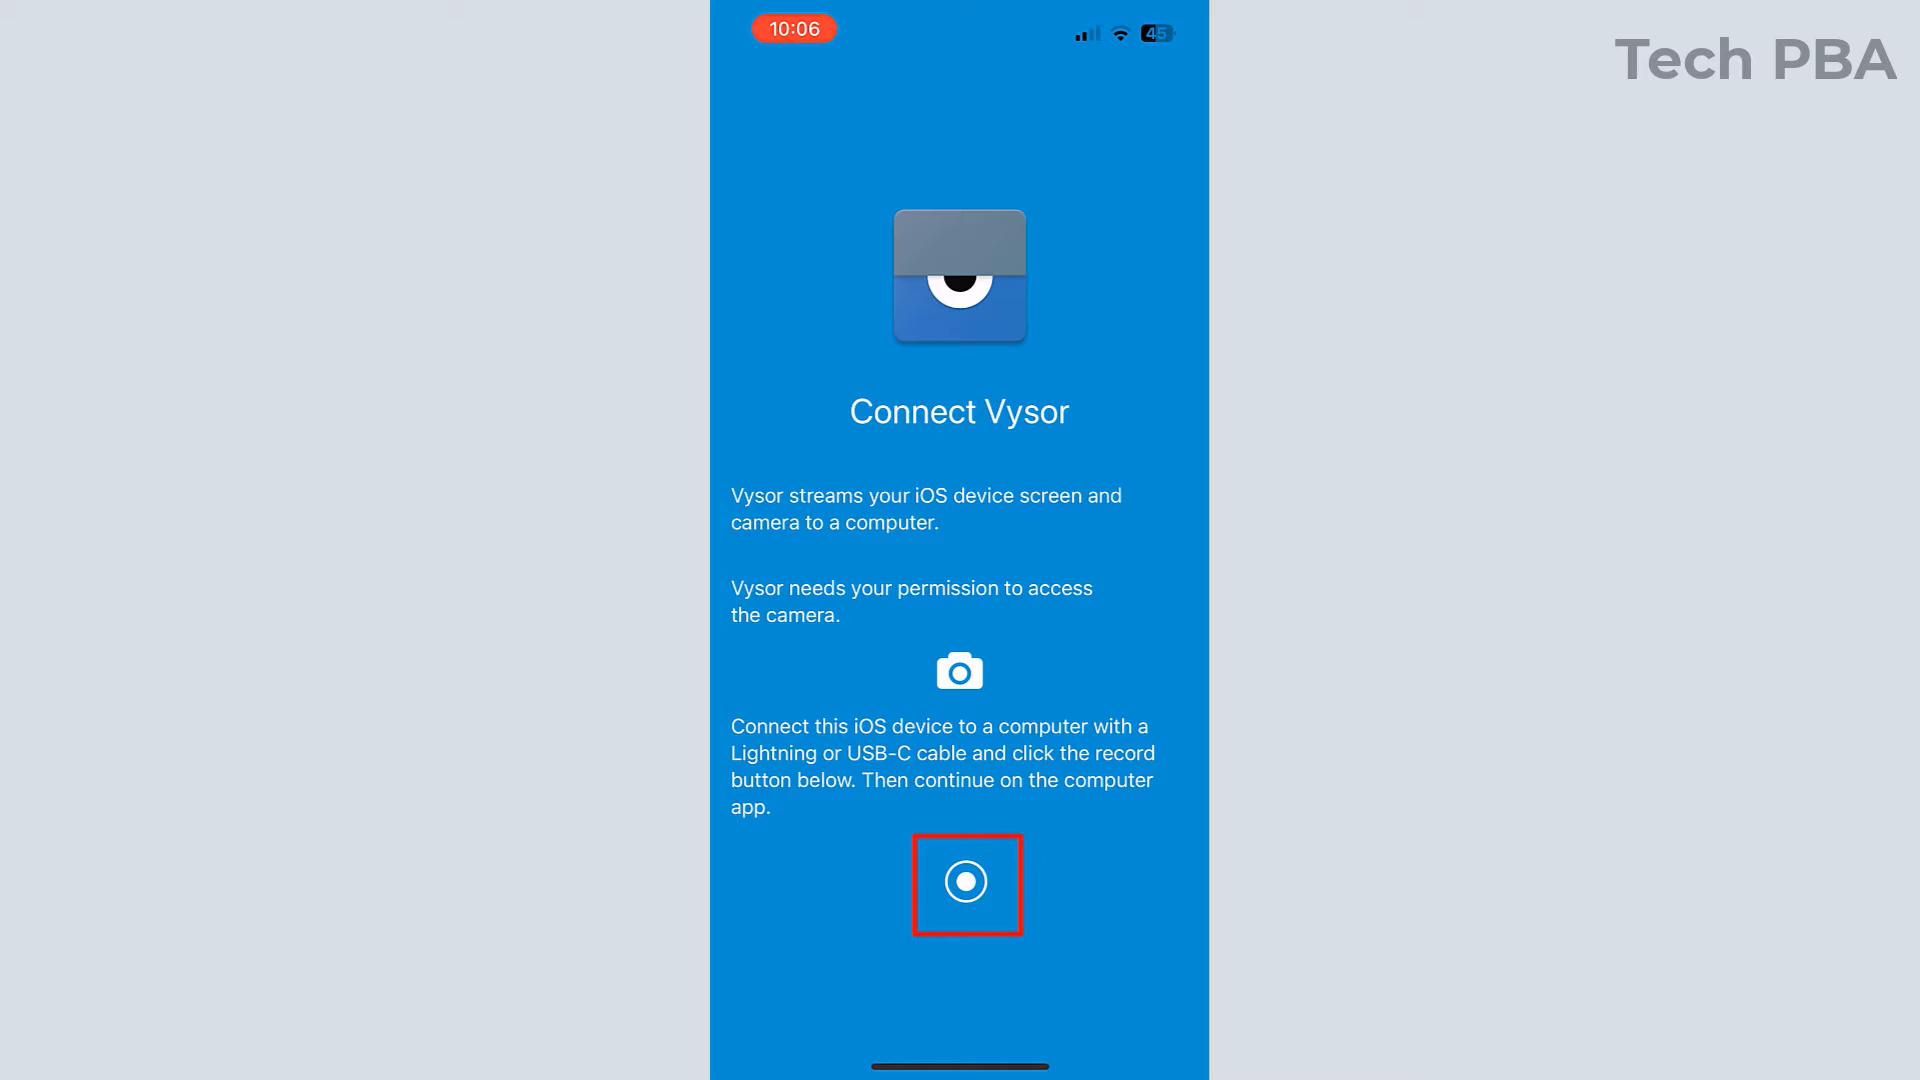 10:06
45
Tech PBA
Connect Vysor
Vysor streams your iOS device screen and
camera to a computer.
Vysor needs your permission to access
the camera.
Connect this iOS device to a computer with a
Lightning or USB-C cable and click the record
button below. Then continue on the computer
app.